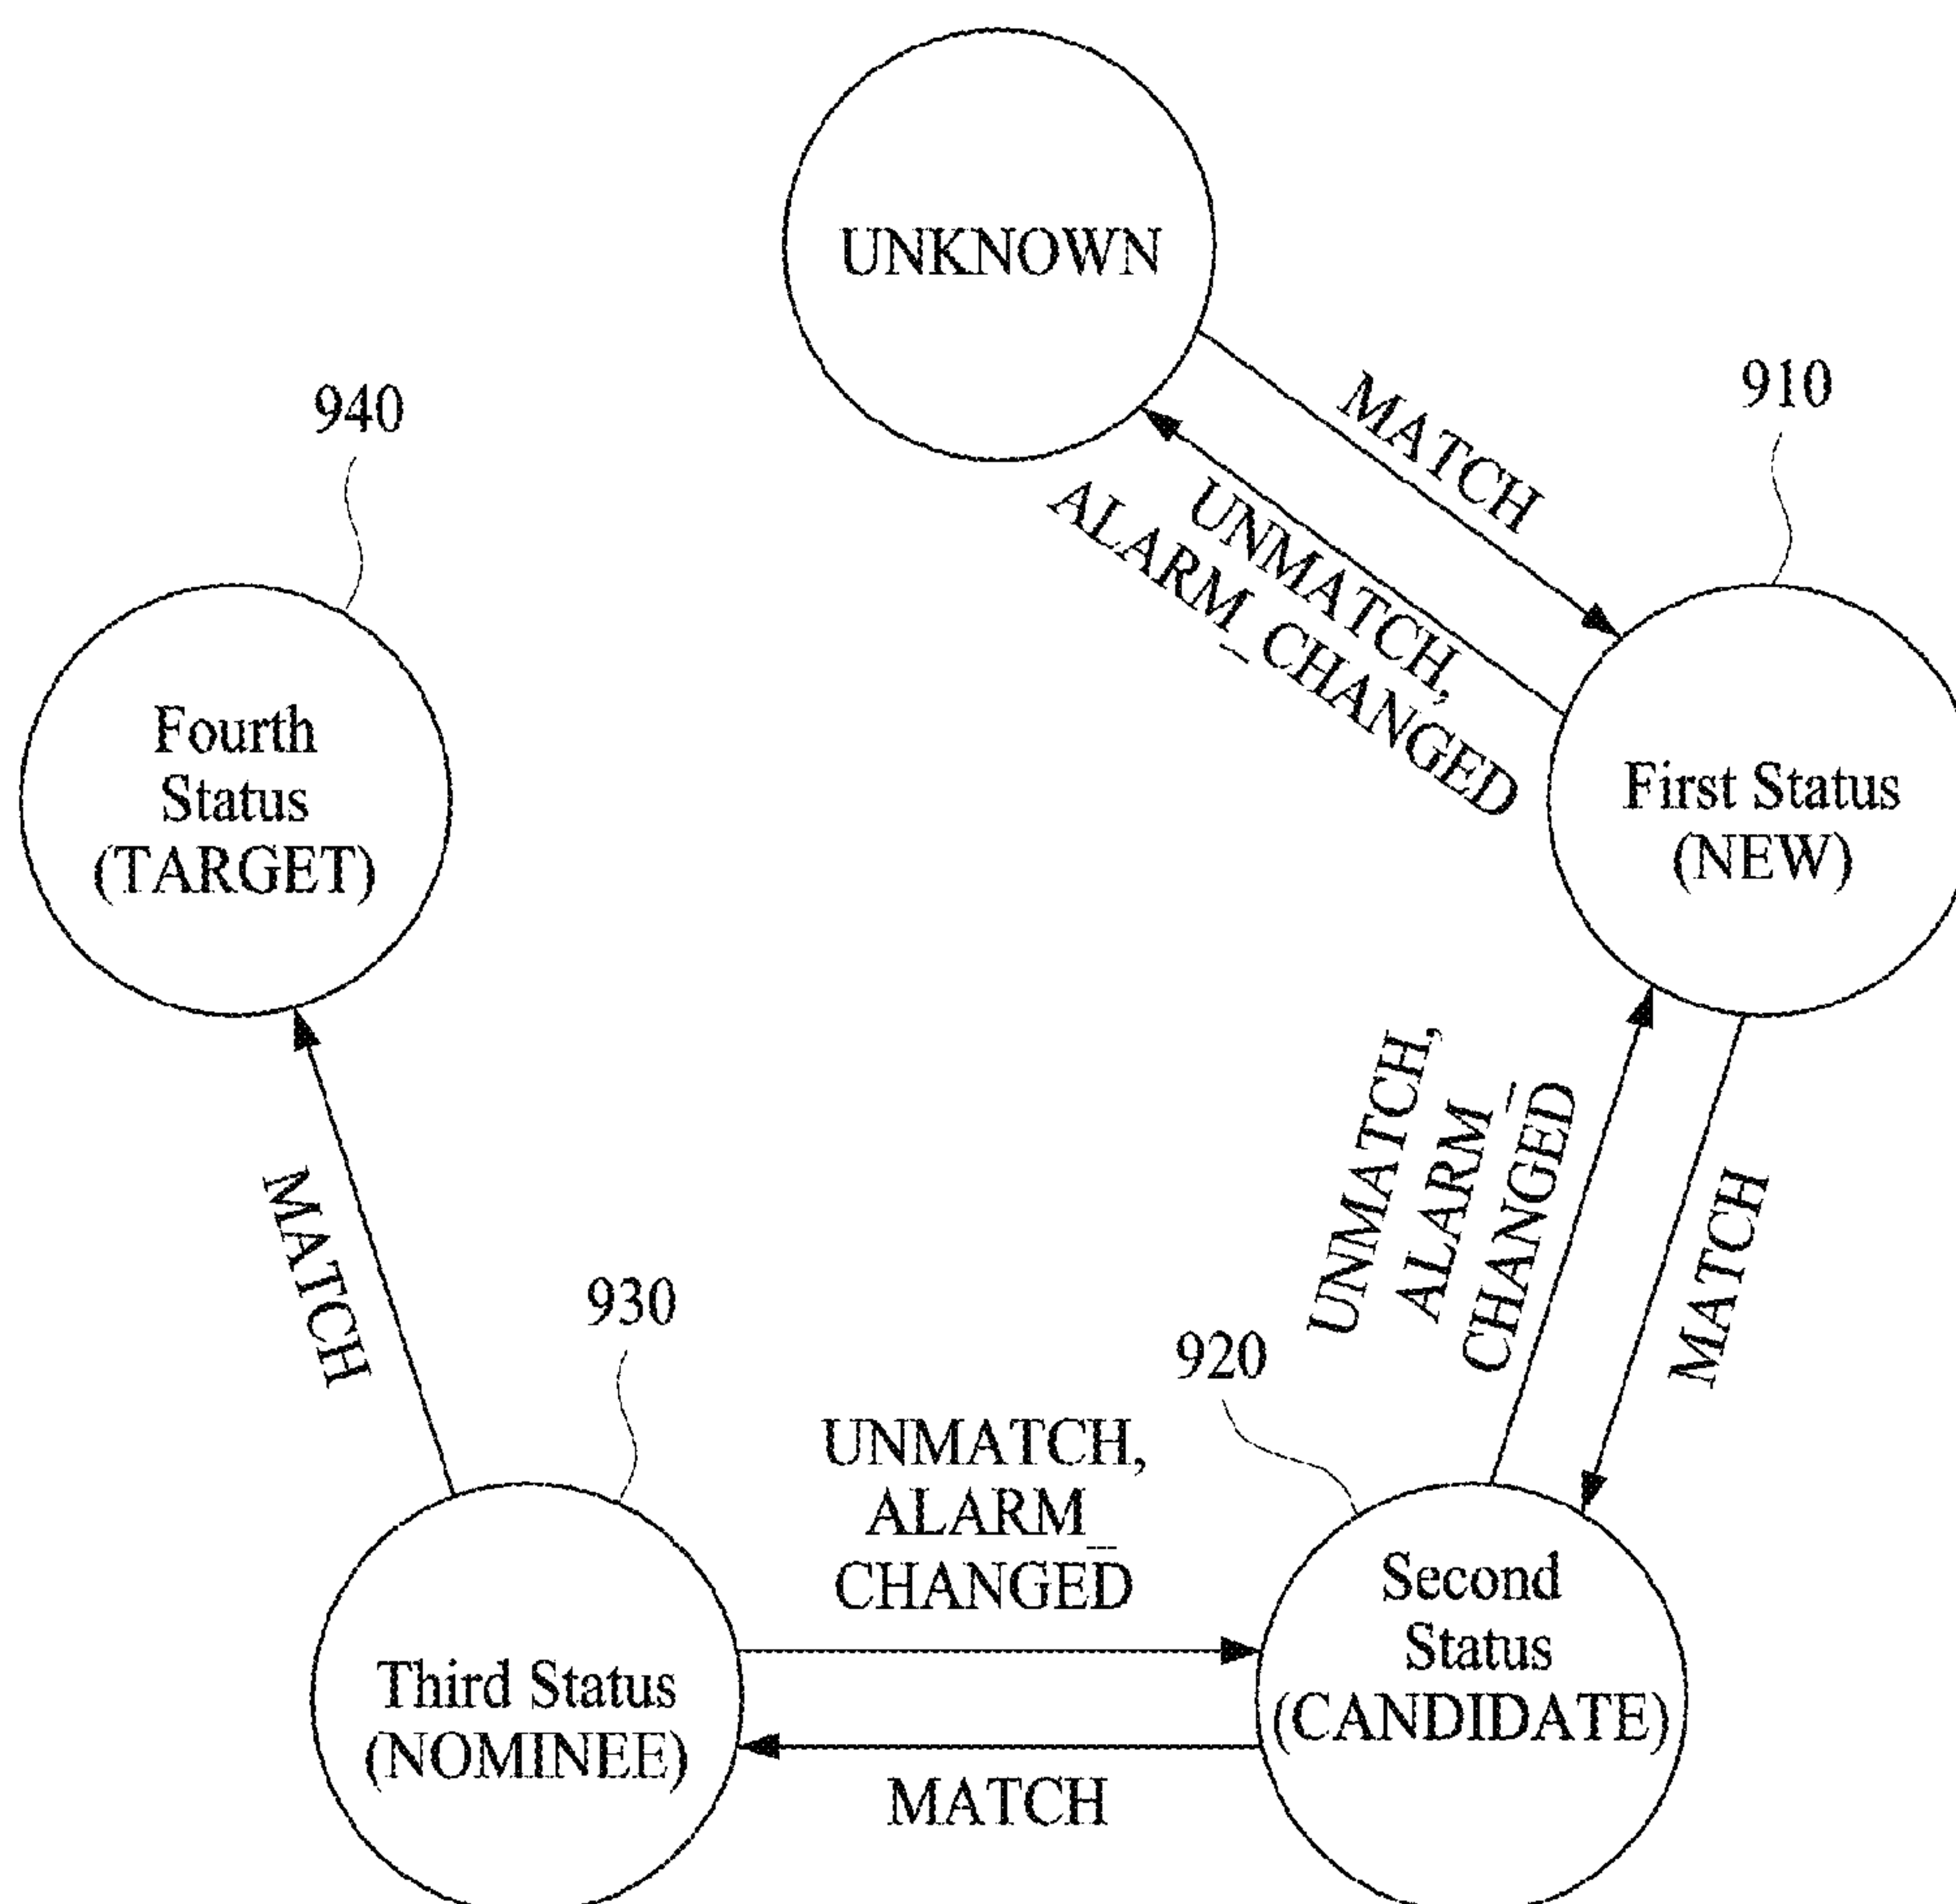 UNKNOWN
940
910
MATCH
UNMATCH,
ALARM_CHANGED
Fourth
Status
(TARGET)
First Status
(NEW)
UNMATCH,
ALARM_
CHANGED
MATCH
MATCH
930
920
UNMATCH,
ALARM_
CHANGED
Second
Status
(CANDIDATE)
Third Status
(NOMINEE)
MATCH